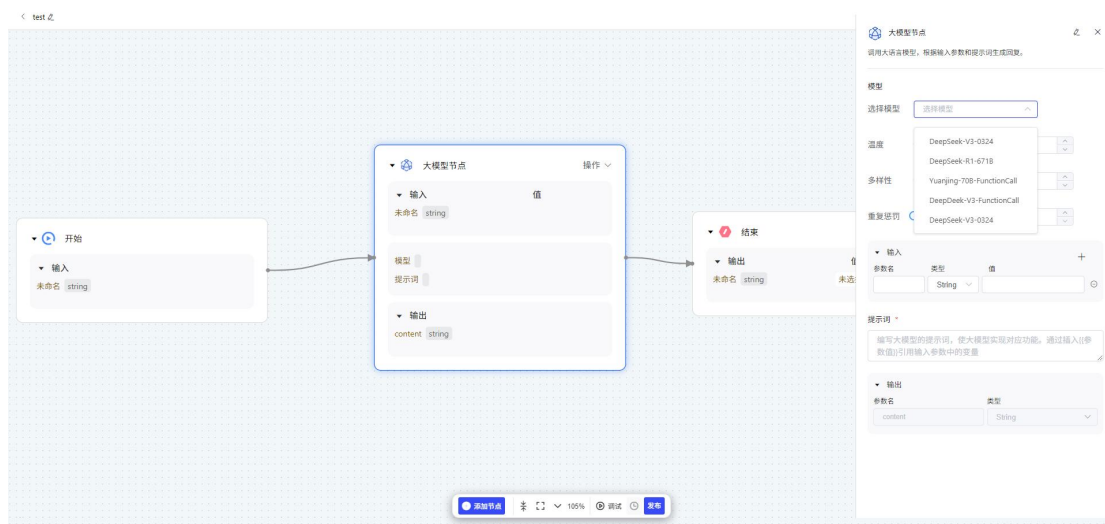 test
开始
输入
未命名 string
大模型节点
操作
输入 值
未命名 string
模型
提示词
输出
content string
结束
输出
未命名 string
添加节点
105%
调试
发布
大模型节点
调用大语言模型，根据输入参数和提示词生成回复。
模型
选择模型 选择模型
温度
多样性
重复惩罚
DeepSeek-V3-0324
DeepSeek-R1-671B
Yuanjing-70B-FunctionCall
DeepDeek-V3-FunctionCall
DeepSeek-V3-0324
输入
参数名 类型 值
String
提示词 *
编写大模型的提示词，使大模型实现对应功能。通过插入{{参
数值}}引用输入参数中的变量
输出
参数名 类型
content String